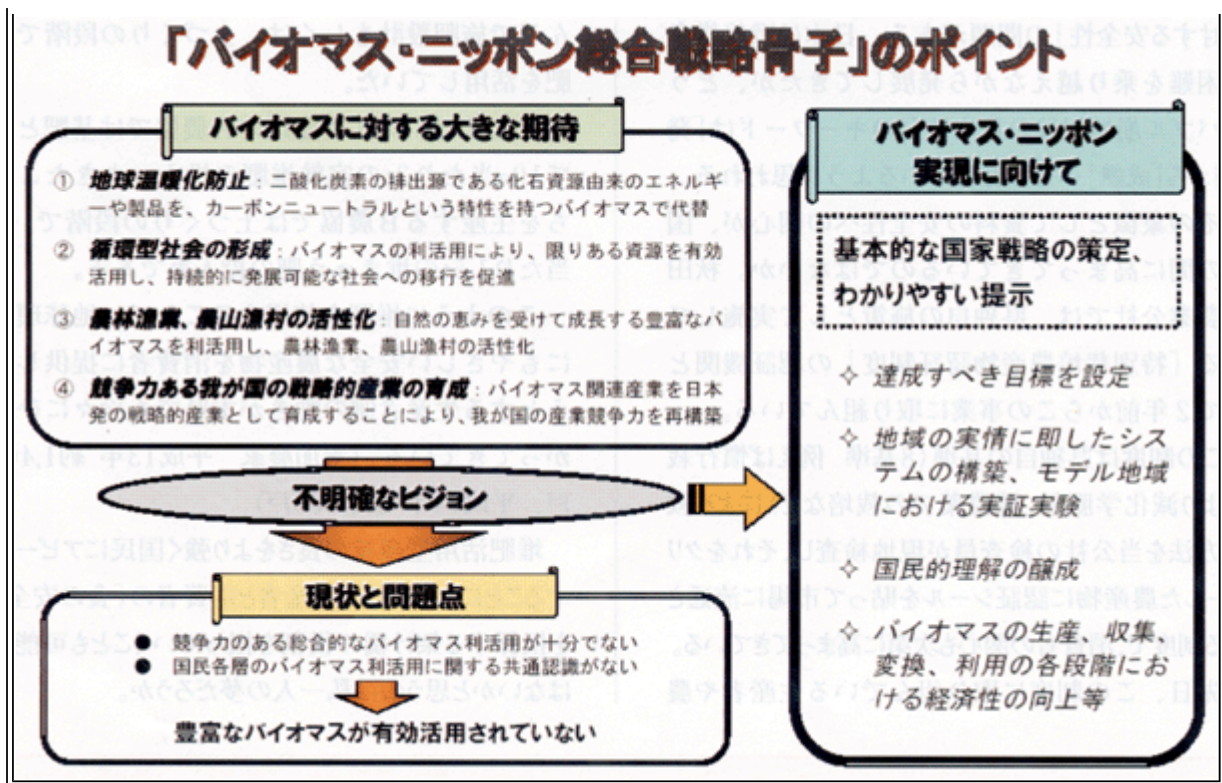 「バイオマス・ニッポン総合戦略骨子」のポイント
バイオマスに対する大きな期待
① 地球温暖化防止：二酸化炭素の排出源である化石資源由来のエネルギ
ーや製品を、カーボンニュートラルという特性を持つバイオマスで代替
② 循環型社会の形成：バイオマスの利活用により、限りある資源を有効
活用し、持続的に発展可能な社会への移行を促進
③ 農林漁業、農山漁村の活性化：自然の恵みを受けて成長する豊富なバ
イオマスを利活用し、農林漁業、農山漁村の活性化
④ 競争力ある我が国の戦略的産業の育成：バイオマス関連産業を日本
発の戦略的産業として育成することにより、我が国の産業競争力を再構築
不明確なビジョン
現状と問題点
● 競争力のある総合的なバイオマス利活用が十分でない
● 国民各層のバイオマス利活用に関する共通認識がない
豊富なバイオマスが有効活用されていない
バイオマス・ニッポン
実現に向けて
基本的な国家戦略の策定、
わかりやすい提示
✧ 達成すべき目標を設定
✧ 地域の実情に即したシス
テムの構築、モデル地域
における実証実験
✧ 国民的理解の醸成
✧ バイオマスの生産、収集、
変換、利用の各段階にお
ける経済性の向上等